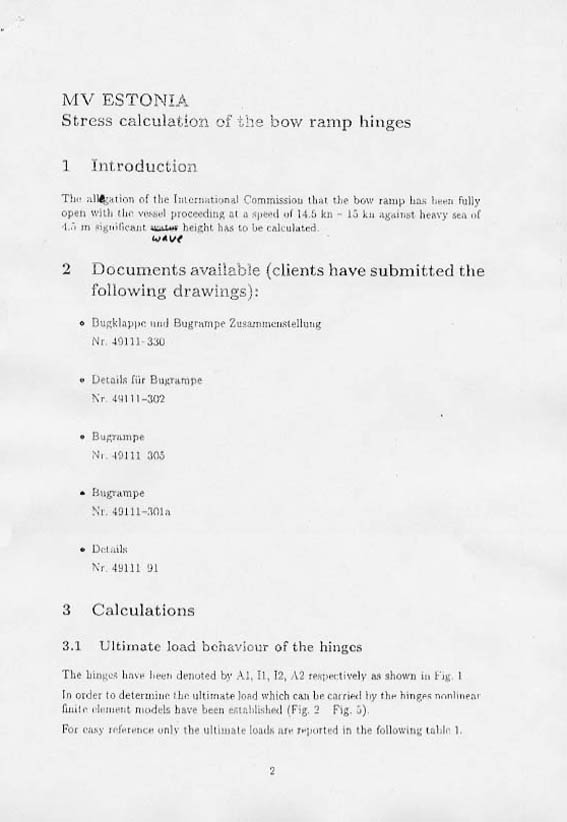 MV ESTONIA
Stress calculation of the bow ramp hinges
1 Introduction
The allegation of the International Commission that the bow ramp has been fully
open with the vessel proceeding at a speed of 14.5 kn – 15 kn against heavy sea of
4.5 m significant water height has to be calculated.
wave
2 Documents available (clients have submitted the
following drawings):
• Bugklappe und Bugrampe Zusammenstellung
Nr. 49111-330
• Details für Bugrampe
Nr. 49111–302
• Bugrampe
Nr. 49111 305
• Bugrampe
Nr. 49111–301a
• Details
Nr. 49111 91
3 Calculations
3.1 Ultimate load behaviour of the hinges
The hinges have been denoted by A1, I1, I2, A2 respectively as shown in Fig. 1
In order to determine the ultimate load which can be carried by the hinges nonlinear
finite element models have been established (Fig. 2 Fig. 5).
For easy reference only the ultimate loads are reported in the following table 1.
2